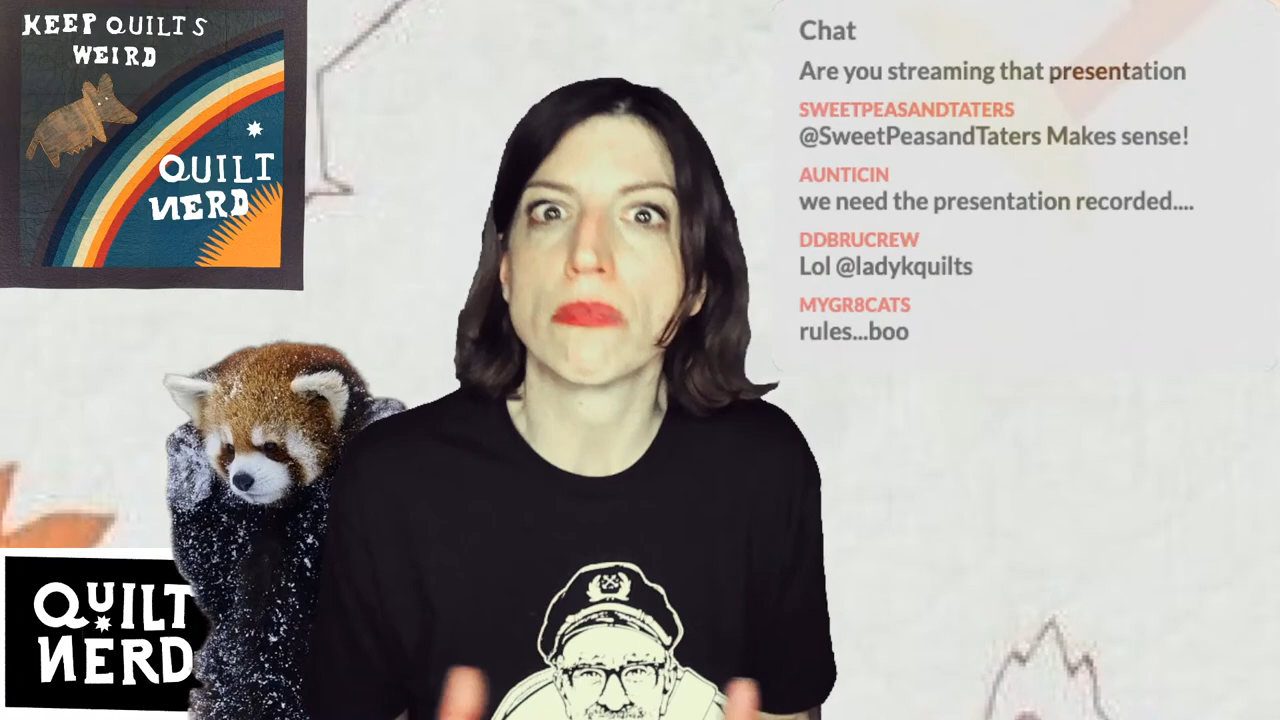 KEEP QUILTS
WEIRD
QUILT
NERD
QUILT
NERD
Chat
Are you streaming that presentation
SWEETPEASANDTATERS
@SweetPeasandTaters Makes sense!
AUNTICIN
we need the presentation recorded....
DDBRUCREW
Lol @ladykquilts
MYGR8CATS
rules...boo